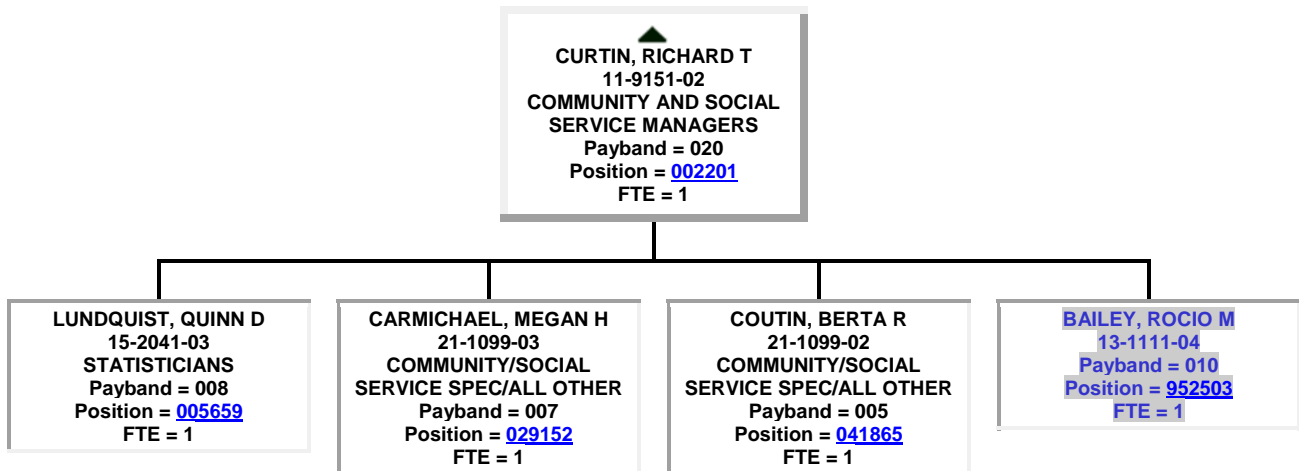 CURTIN, RICHARD T
11-9151-02
COMMUNITY AND SOCIAL
SERVICE MANAGERS
Payband = 020
Position = 002201
FTE = 1
LUNDQUIST, QUINN D
15-2041-03
STATISTICIANS
Payband = 008
Position = 005659
FTE = 1
CARMICHAEL, MEGAN H
21-1099-03
COMMUNITY/SOCIAL
SERVICE SPEC/ALL OTHER
Payband = 007
Position = 029152
FTE = 1
COUTIN, BERTA R
21-1099-02
COMMUNITY/SOCIAL
SERVICE SPEC/ALL OTHER
Payband = 005
Position = 041865
FTE = 1
BAILEY, ROCIO M
13-1111-04
Payband = 010
Position = 952503
FTE = 1